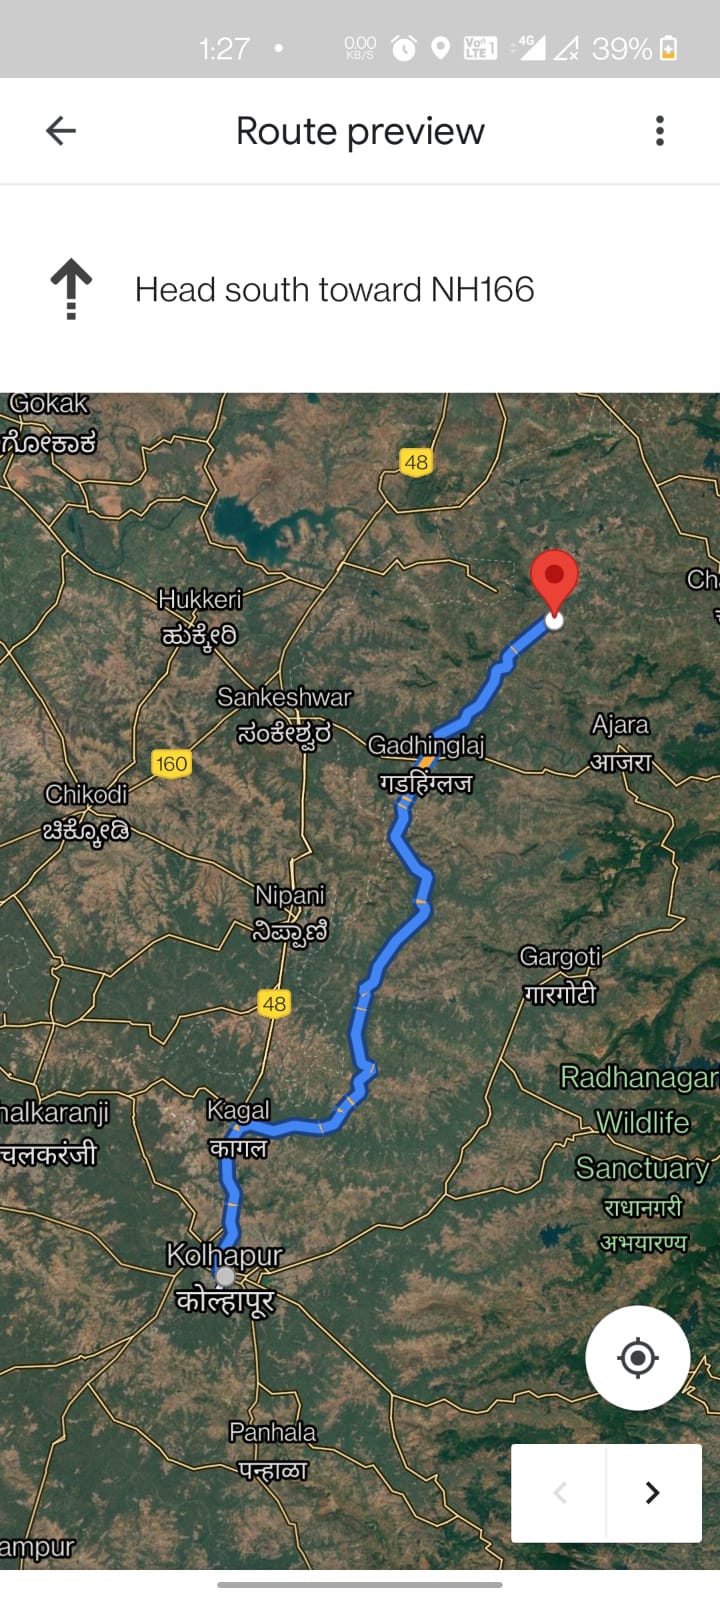 1:27
0.00
KB/S
Vo))
LTE 1
4G
39%
Route preview
Head south toward NH166
Gokak
ಗೋಕಾಕ
48
Hukkeri
ಹುಕ್ಕೇರಿ
Ch
Sankeshwar
ಸಂಕೇಶ್ವರ
Ajara
आजरा
Gadhinglaj
गडहिंग्लज
160
Chikodi
ಚಿಕ್ಕೋಡಿ
Nipani
ನಿಪ್ಪಾಣಿ
Gargoti
गारगोटी
48
Radhanagar
Wildlife
Sanctuary
राधानगरी
अभयारण्य
halkaranji
चलकरंजी
Kagal
कागल
Kolhapur
कोल्हापूर
Panhala
पन्हाळा
ampur